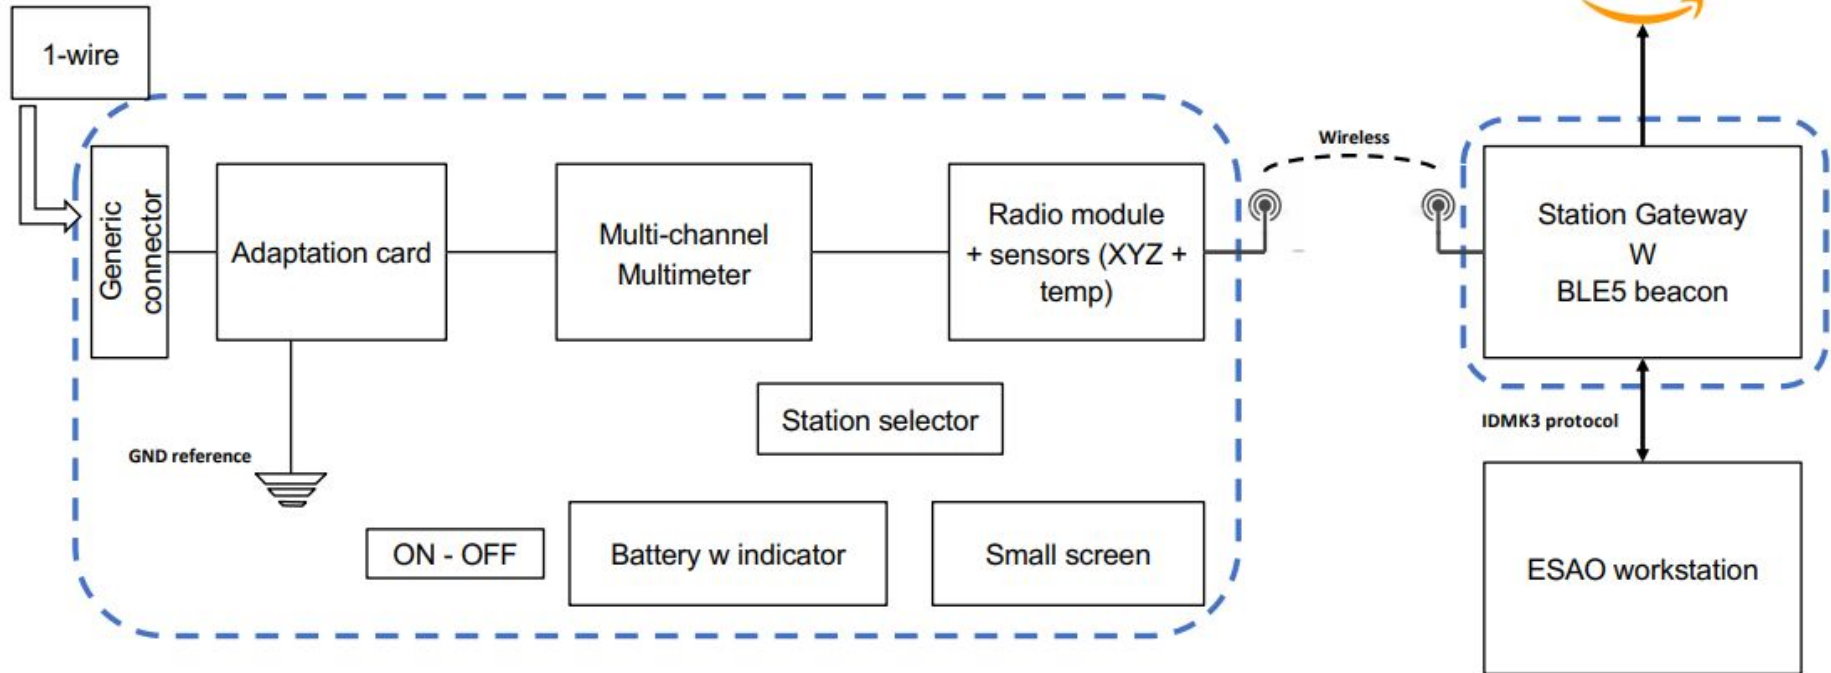 1-wire
Generic
connector
Adaptation card
Multi-channel
Multimeter
Radio module
+ sensors (XYZ +
temp)
Wireless
Station Gateway
W
BLE5 beacon
Station selector
IDMK3 protocol
GND reference
ON - OFF
Battery w indicator
Small screen
ESAO workstation